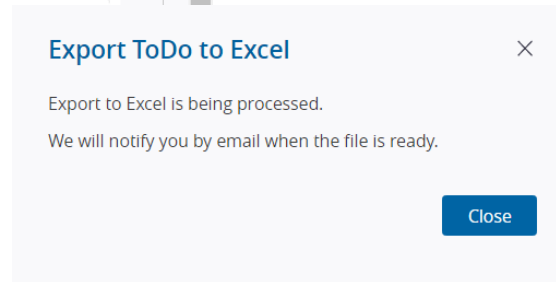 Export ToDo to Excel
Export to Excel is being processed.
We will notify you by email when the file is ready.
Close